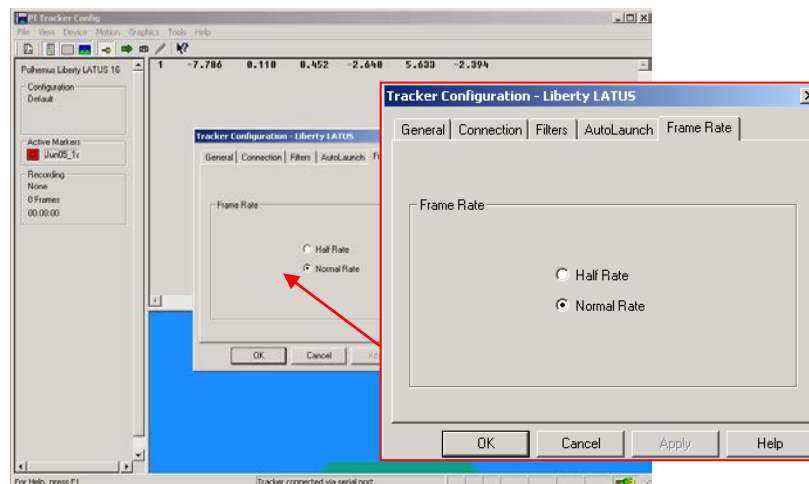 PI Tracker Config
File View Device Motion Graphics Tools Help
Polhemus Liberty LATUS 16
Configuration
Default
Active Markers
Jun05_1c
Recording
None
0 Frames
00:00:00
1 -7.786 0.110 0.452 -2.640 5.633 -2.394
Tracker Configuration - Liberty LATUS
General Connection Filters AutoLaunch
Frame Rate
Half Rate
Normal Rate
OK Cancel
Tracker Configuration - Liberty LATUS
General Connection Filters AutoLaunch Frame Rate
Frame Rate
Half Rate
Normal Rate
OK Cancel Apply Help
For Help, press F1
Tracker connected via serial port.